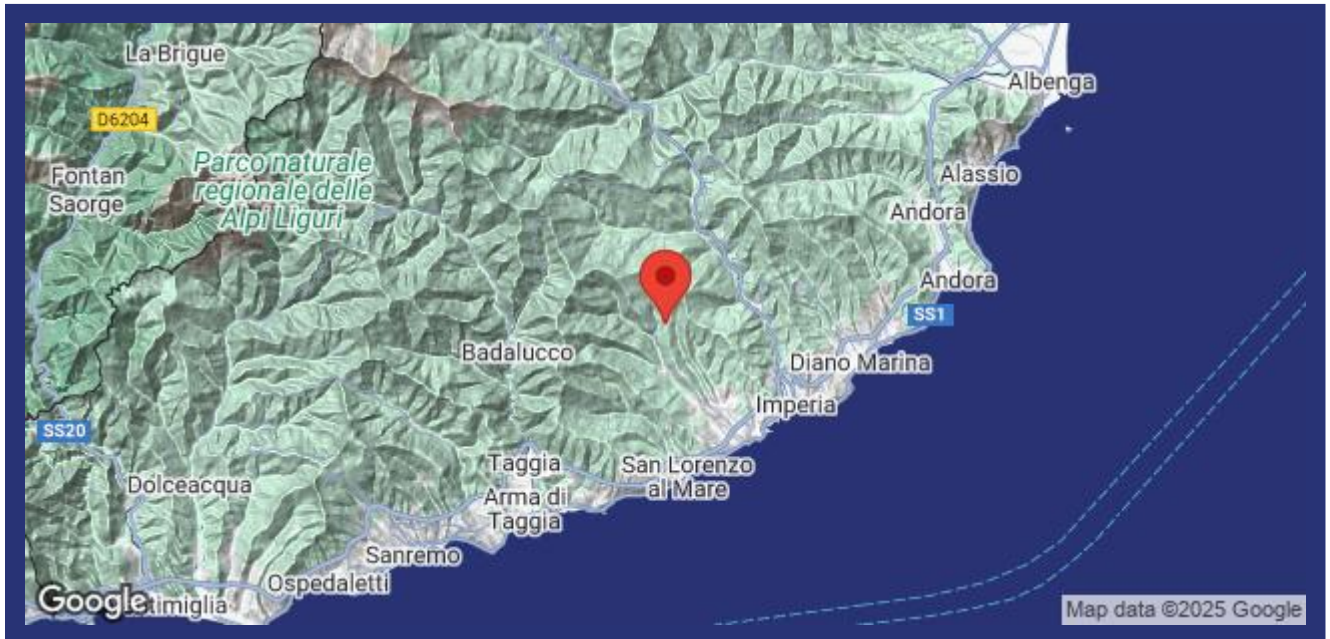 La Brigue
Albenga
D6204
Parco naturale
regionale delle
Alpi Liguri
Fontan
Saorge
Alassio
Andora
Andora
SS1
Badalucco
Diano Marina
Imperia
SS20
Taggia
San Lorenzo
al Mare
Dolceacqua
Arma di
Taggia
Sanremo
Ospedaletti
Google
Map data ©2025 Google